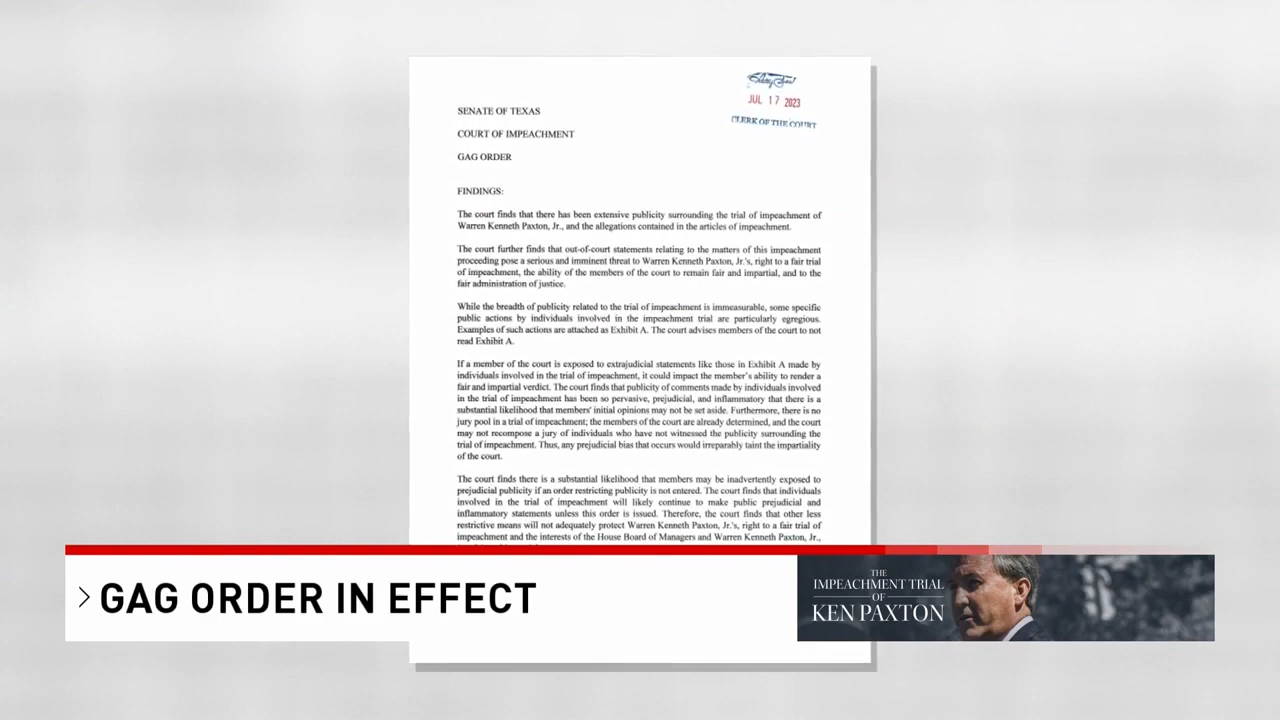 JUL 17 2023
CLERK OF THE COURT
SENATE OF TEXAS
COURT OF IMPEACHMENT
GAG ORDER
FINDINGS:
The court finds that there has been extensive publicity surrounding the trial of impeachment of
Warren Kenneth Paxton, Jr., and the allegations contained in the articles of impeachment.
The court further finds that out-of-court statements relating to the matters of this impeachment
proceeding pose a serious and imminent threat to Warren Kenneth Paxton, Jr.'s, right to a fair trial
of impeachment, the ability of the members of the court to remain fair and impartial, and to the
fair administration of justice.
While the breadth of publicity related to the trial of impeachment is immeasurable, some specific
public actions by individuals involved in the impeachment trial are particularly egregious.
Examples of such actions are attached as Exhibit A. The court advises members of the court to not
read Exhibit A.
If a member of the court is exposed to extrajudicial statements like those in Exhibit A made by
individuals involved in the trial of impeachment, it could impact the member's ability to render a
fair and impartial verdict. The court finds that publicity of comments made by individuals involved
in the trial of impeachment has been so pervasive, prejudicial, and inflammatory that there is a
substantial likelihood that members' initial opinions may not be set aside. Furthermore, there is no
jury pool in a trial of impeachment; the members of the court are already determined, and the court
may not recompose a jury of individuals who have not witnessed the publicity surrounding the
trial of impeachment. Thus, any prejudicial bias that occurs would irreparably taint the impartiality
of the court.
The court finds there is a substantial likelihood that members may be inadvertently exposed to
prejudicial publicity if an order restricting publicity is not entered. The court finds that individuals
involved in the trial of impeachment will likely continue to make public prejudicial and
inflammatory statements unless this order is issued. Therefore, the court finds that other less
restrictive means will not adequately protect Warren Kenneth Paxton, Jr.'s, right to a fair trial of
impeachment and the interests of the House Board of Managers and Warren Kenneth Paxton, Jr.,
> GAG ORDER IN EFFECT
THE
IMPEACHMENT TRIAL
OF
KEN PAXTON